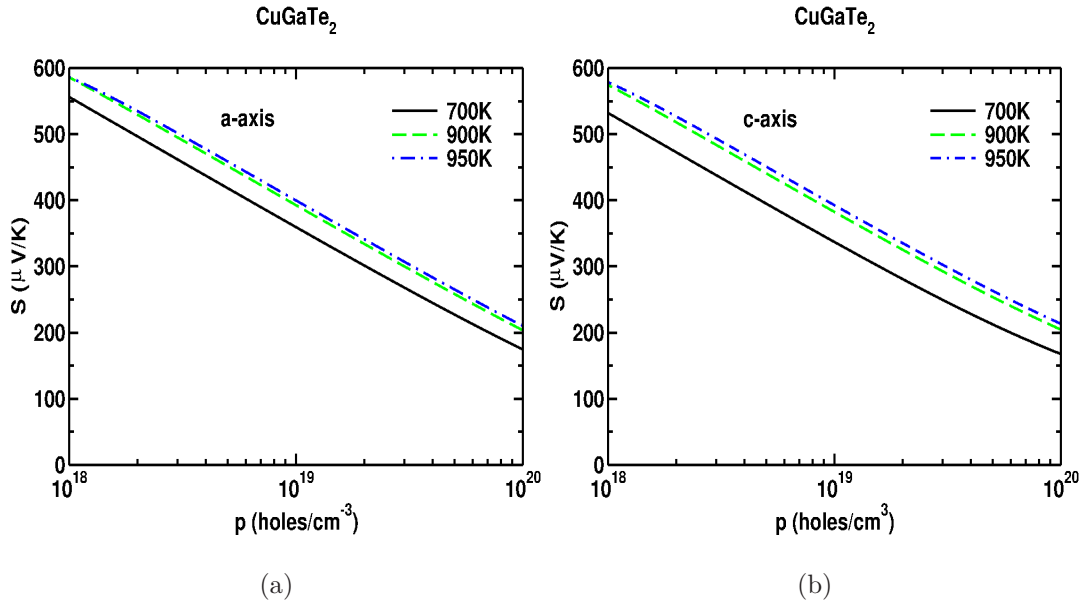 CuGaTe2
600
500
400
300
200
100
0
S (μ V/K)
a-axis
700K
900K
950K
10^18
10^19
10^20
p (holes/cm^-3)
(a)
CuGaTe2
600
500
400
300
200
100
0
S (μ V/K)
c-axis
700K
900K
950K
10^18
10^19
10^20
p (holes/cm^3)
(b)